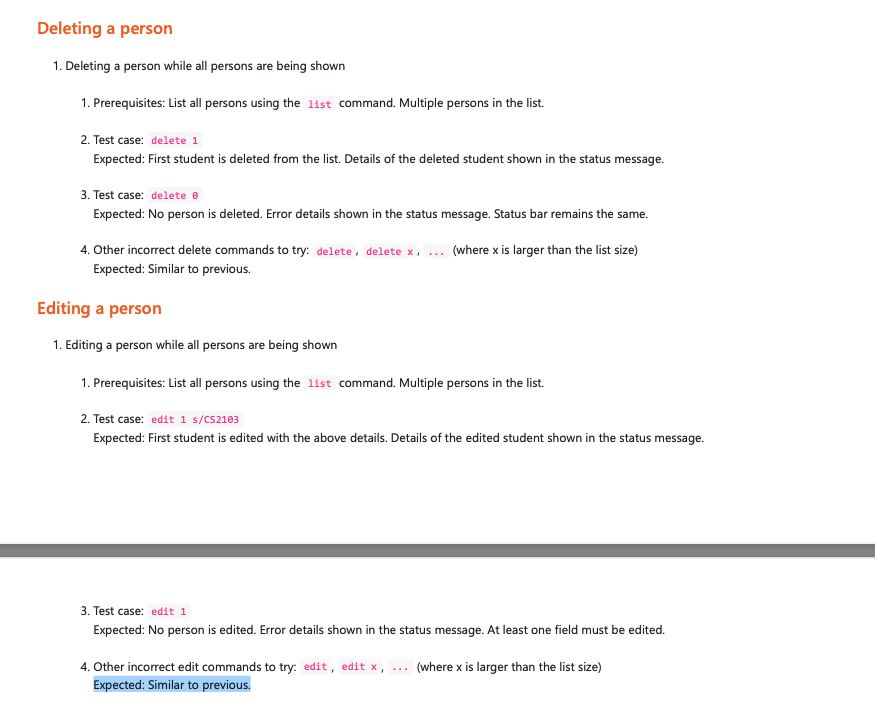 Deleting a person
1. Deleting a person while all persons are being shown
1. Prerequisites: List all persons using the list command. Multiple persons in the list.
2. Test case: delete 1
Expected: First student is deleted from the list. Details of the deleted student shown in the status message.
3. Test case: delete 0
Expected: No person is deleted. Error details shown in the status message. Status bar remains the same.
4. Other incorrect delete commands to try: delete, delete x, ... (where x is larger than the list size)
Expected: Similar to previous.
Editing a person
1. Editing a person while all persons are being shown
1. Prerequisites: List all persons using the list command. Multiple persons in the list.
2. Test case: edit 1 s/CS2103
Expected: First student is edited with the above details. Details of the edited student shown in the status message.
3. Test case: edit 1
Expected: No person is edited. Error details shown in the status message. At least one field must be edited.
4. Other incorrect edit commands to try: edit, edit x, ... (where x is larger than the list size)
Expected: Similar to previous.